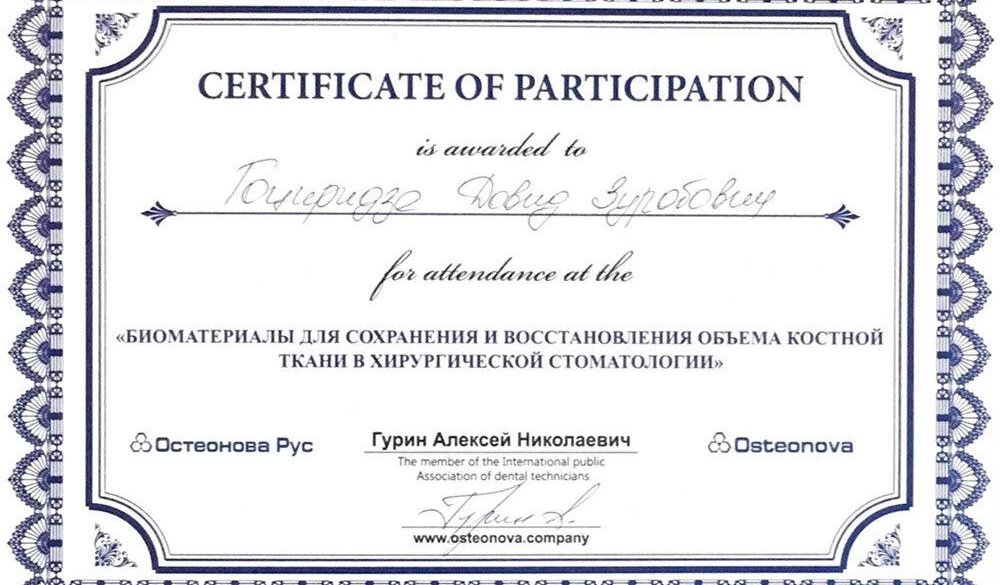 CERTIFICATE OF PARTICIPATION
is awarded to
Гоциридзе Давид Зурабович
for attendance at the
«БИОМАТЕРИАЛЫ ДЛЯ СОХРАНЕНИЯ И ВОССТАНОВЛЕНИЯ ОБЪЕМА КОСТНОЙ
ТКАНИ В ХИРУРГИЧЕСКОЙ СТОМАТОЛОГИИ»
Остеонова Рус
Гурин Алексей Николаевич
The member of the International public
Association of dental technicians
Osteonova
Гурин А.
www.osteonova.company